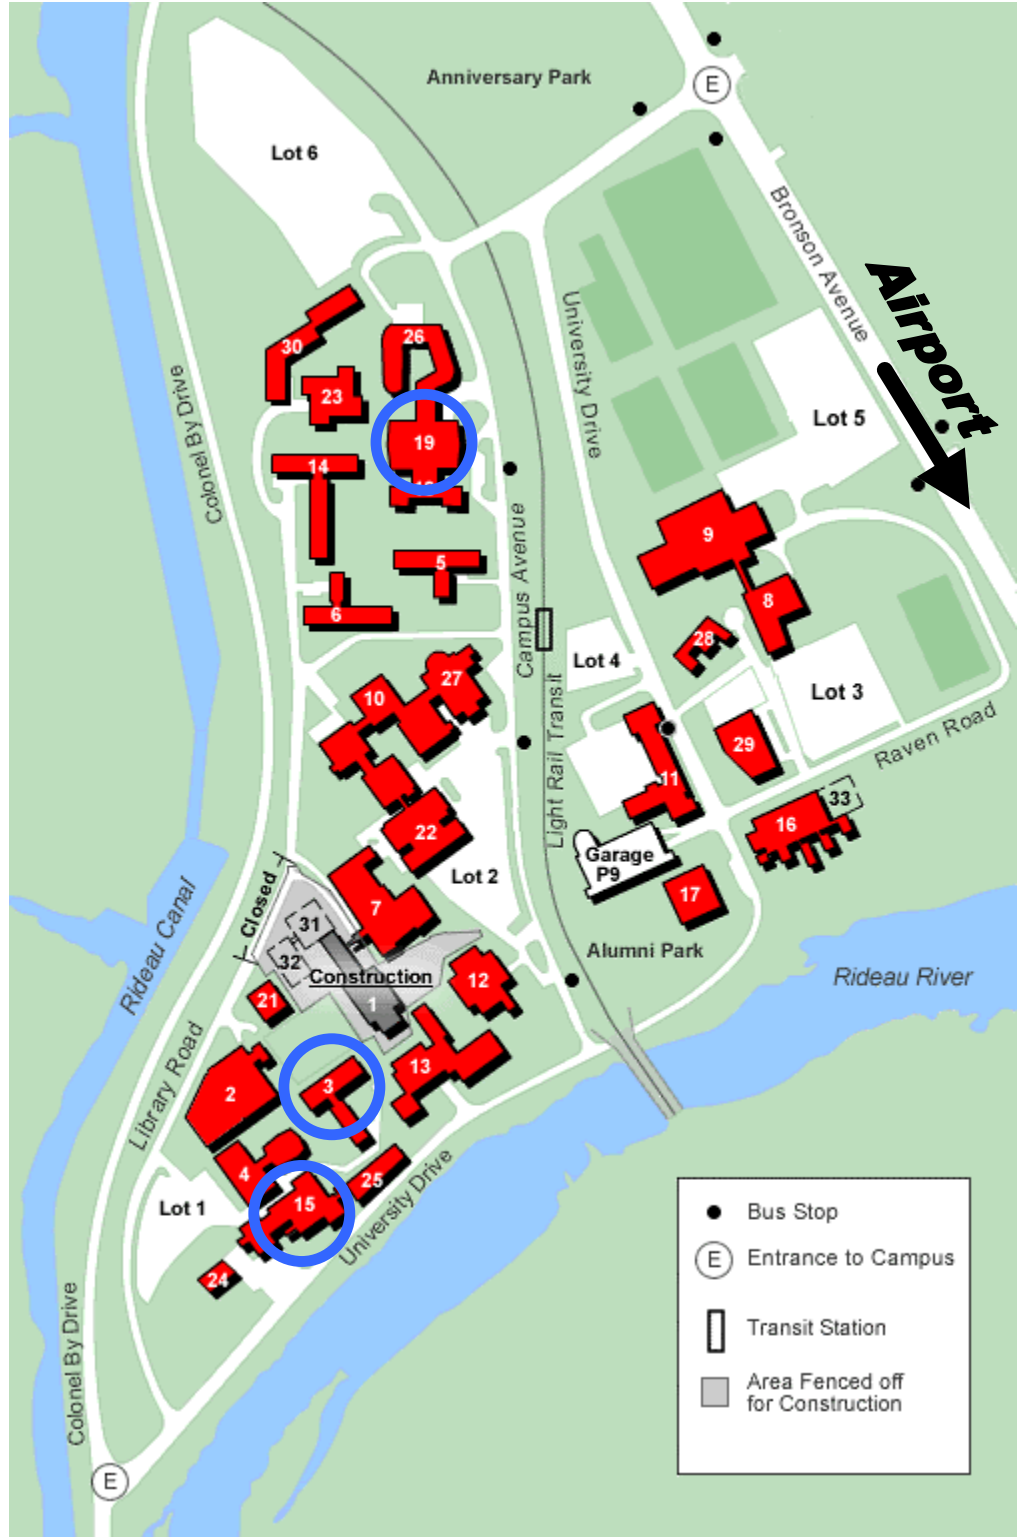 Anniversary Park
E
Lot 6
Bronson Avenue
Airport
University Drive
30
26
23
19
Lot 5
Colonel By Drive
14
18
9
Campus Avenue
5
8
6
28
Lot 4
27
10
Lot 3
Light Rail Transit
29
Raven Road
11
33
16
22
Garage
P9
Lot 2
17
Closed
7
31
Alumni Park
32
Construction
Rideau River
12
Rideau Canal
21
1
13
3
2
Library Road
4
25
15
Lot 1
University Drive
24
Colonel By Drive
E
Bus Stop
E
Entrance to Campus
Transit Station
Area Fenced off
for Construction